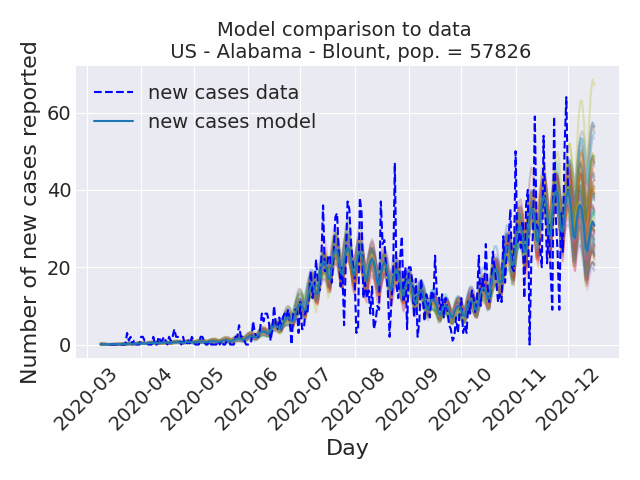 Model comparison to data
US - Alabama - Blount, pop. = 57826
Number of new cases reported
60
40
20
0
new cases data
new cases model
2020-03
2020-04
2020-05
2020-06
2020-07
2020-08
2020-09
2020-10
2020-11
2020-12
Day